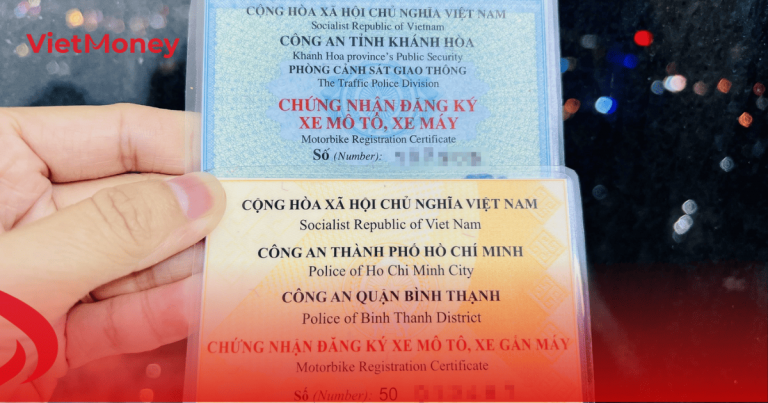 VietMoney
CỘNG HÒA XÃ HỘI CHỦ NGHĨA VIỆT NAM
Socialist Republic of Vietnam
CÔNG AN TỈNH KHÁNH HÒA
Khánh Hoa province's Public Security
PHÒNG CẢNH SÁT GIAO THÔNG
The Traffic Police Division
CHỨNG NHẬN ĐĂNG KÝ
XE MÔ TÔ, XE MÁY
Motorbike Registration Certificate
Số (Number):
CỘNG HÒA XÃ HỘI CHỦ NGHĨA VIỆT NAM
Socialist Republic of Viet Nam
CÔNG AN THÀNH PHỐ HỒ CHÍ MINH
Police of Ho Chi Minh City
CÔNG AN QUẬN BÌNH THẠNH
Police of Binh Thanh District
CHỨNG NHẬN ĐĂNG KÝ XE MÔ TÔ, XE GẮN MÁY
Motorbike Registration Certificate
Số (Number): 50